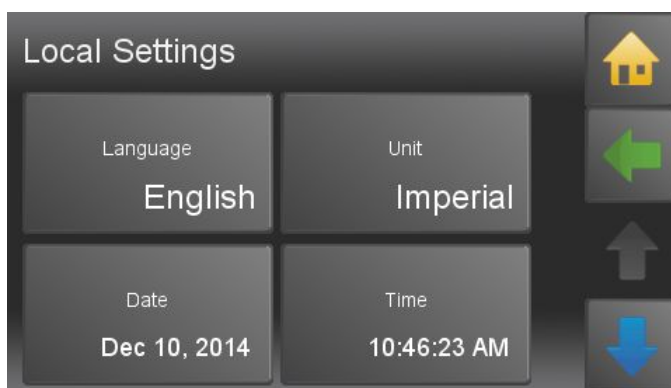 Local Settings
Language
English
Unit
Imperial
Date
Dec 10, 2014
Time
10:46:23 AM